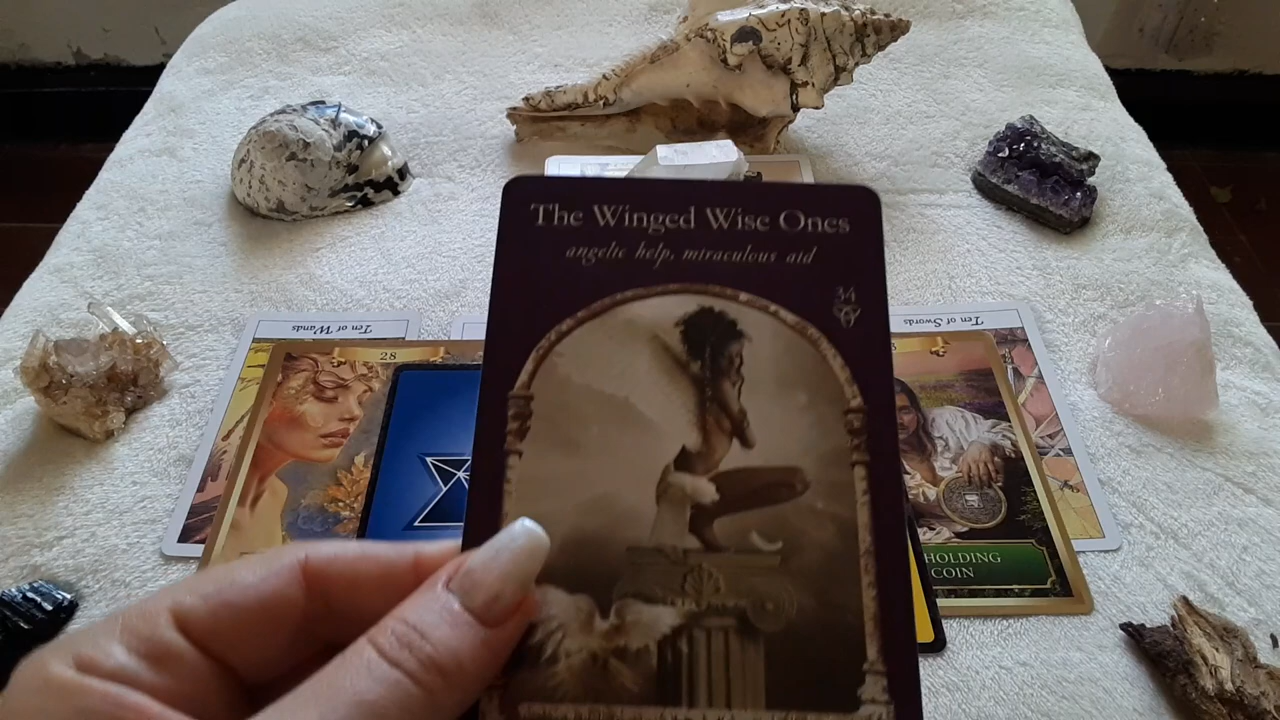 The Winged Wise Ones
angelic help, miraculous aid
34
Ten of Wands
Ten of Swords
28
HOLDING
COIN